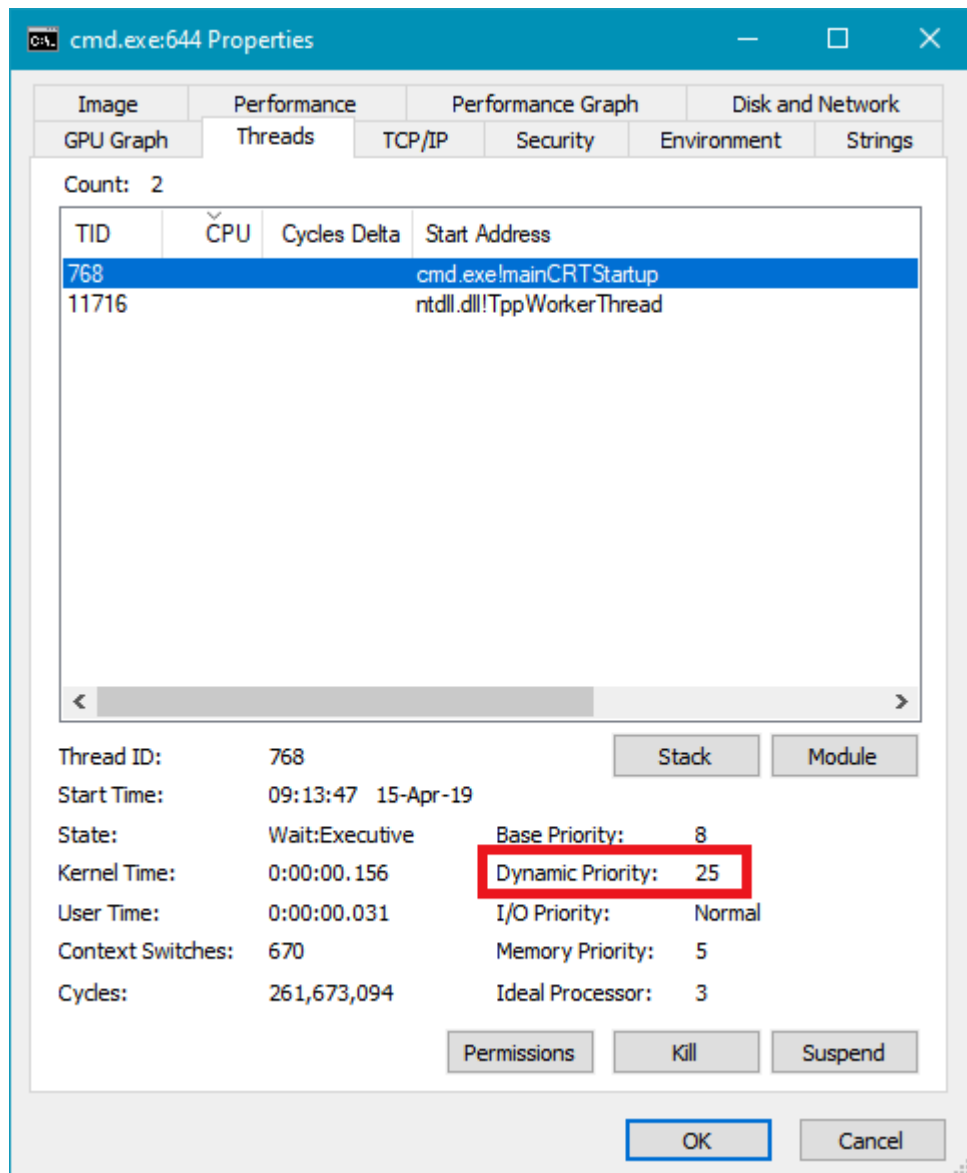 cmd.exe:644 Properties
Image Performance Performance Graph Disk and Network
GPU Graph Threads TCP/IP Security Environment Strings
Count: 2
TID CPU Cycles Delta Start Address
768 cmd.exe!mainCRTStartup
11716 ntdll.dll!TppWorkerThread
Thread ID: 768 Stack Module
Start Time: 09:13:47 15-Apr-19
State: Wait:Executive Base Priority: 8
Kernel Time: 0:00:00.156 Dynamic Priority: 25
User Time: 0:00:00.031 I/O Priority: Normal
Context Switches: 670 Memory Priority: 5
Cycles: 261,673,094 Ideal Processor: 3
Permissions Kill Suspend
OK Cancel